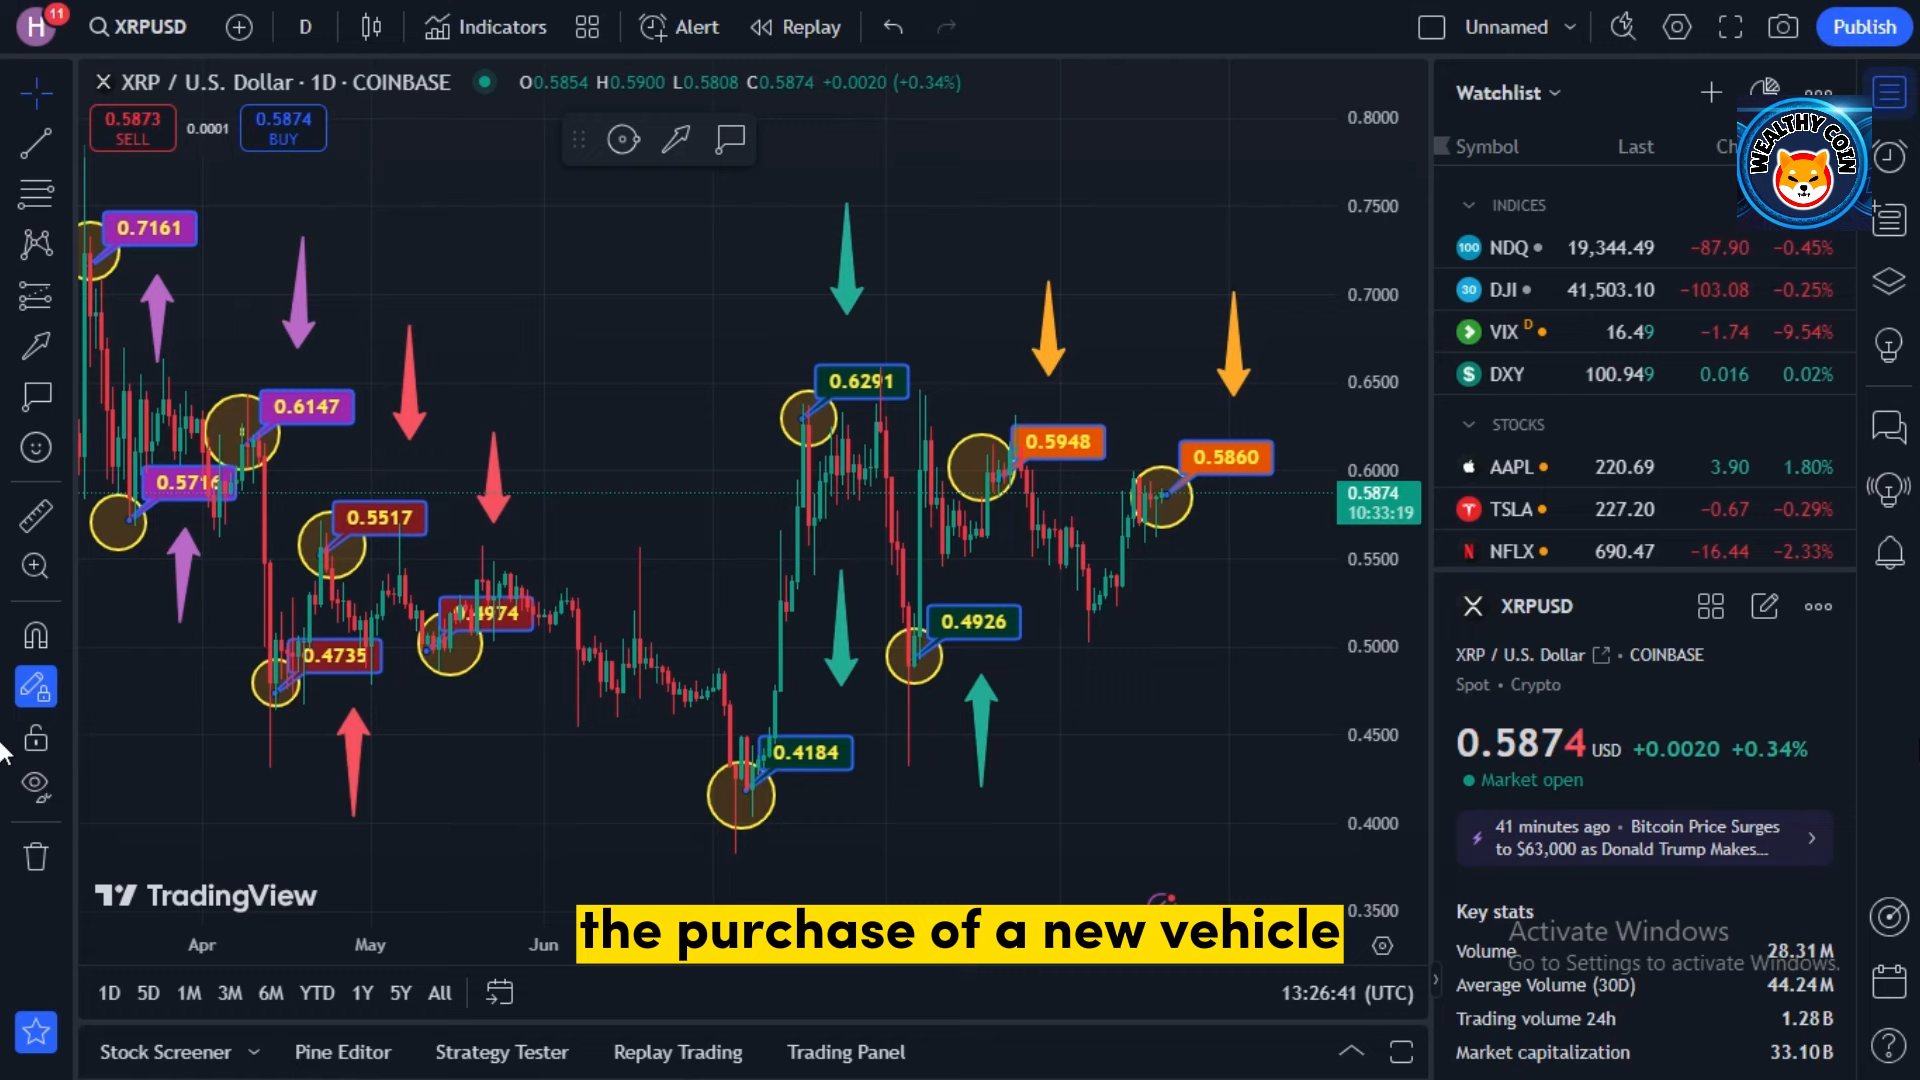 H
11
XRPUSD
D
Indicators
Alert
Replay
Unnamed
Publish
XRP / U.S. Dollar · 1D · COINBASE
O0.5854 H0.5900 L0.5808 C0.5874 +0.0020 (+0.34%)
0.5873
SELL
0.0001
0.5874
BUY
0.8000
0.7500
0.7000
0.6500
0.6000
0.5874
10:33:19
0.5500
0.5000
0.4500
0.4000
0.3500
0.7161
0.6147
0.5716
0.5517
0.4974
0.4735
0.6291
0.4184
0.4926
0.5948
0.5860
TradingView
the purchase of a new vehicle
Apr
May
Jun
1D 5D 1M 3M 6M YTD 1Y 5Y All
13:26:41 (UTC)
Stock Screener
Pine Editor
Strategy Tester
Replay Trading
Trading Panel
Watchlist
WEALTHY COIN
Symbol Last Ch
INDICES
100 NDQ 19,344.49 −87.90 −0.45%
30 DJI 41,503.10 −103.08 −0.25%
VIX D 16.49 −1.74 −9.54%
$ DXY 100.949 0.016 0.02%
STOCKS
AAPL 220.69 3.90 1.80%
TSLA 227.20 −0.67 −0.29%
N NFLX 690.47 −16.44 −2.33%
XRPUSD
XRP / U.S. Dollar • COINBASE
Spot • Crypto
0.5874 USD +0.0020 +0.34%
Market open
41 minutes ago • Bitcoin Price Surges
to $63,000 as Donald Trump Makes...
Key stats
Activate Windows
Volume 28.31M
Go to Settings to activate Windows.
Average Volume (30D) 44.24M
Trading volume 24h 1.28B
Market capitalization 33.10B